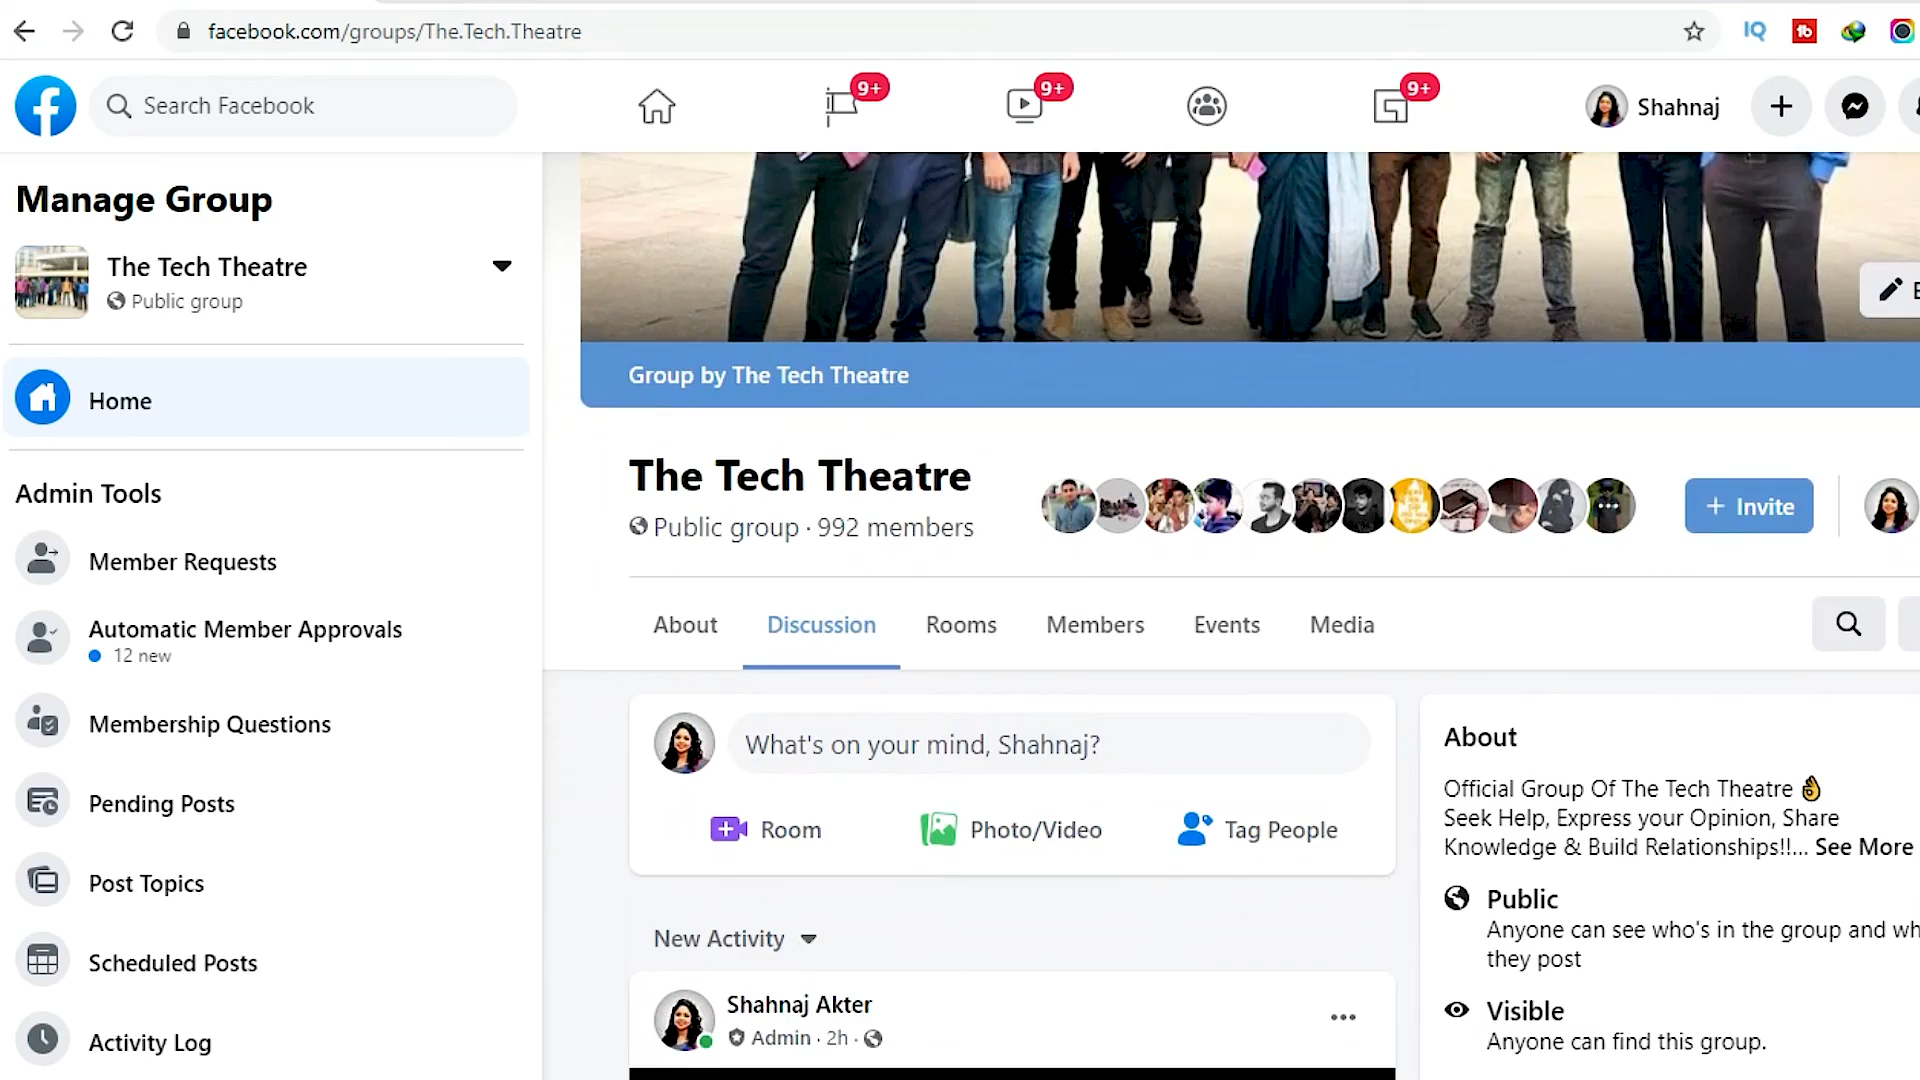 facebook.com/groups/The.Tech.Theatre
IQ
Search Facebook
9+
9+
9+
Shahnaj
Manage Group
The Tech Theatre
Public group
Home
Admin Tools
Member Requests
Automatic Member Approvals
12 new
Membership Questions
Pending Posts
Post Topics
Scheduled Posts
Activity Log
Group by The Tech Theatre
The Tech Theatre
Public group · 992 members
+ Invite
About
Discussion
Rooms
Members
Events
Media
What's on your mind, Shahnaj?
Room
Photo/Video
Tag People
New Activity
Shahnaj Akter
Admin · 2h ·
About
Official Group Of The Tech Theatre 👌
Seek Help, Express your Opinion, Share
Knowledge & Build Relationships!!... See More
Public
Anyone can see who's in the group and wh
they post
Visible
Anyone can find this group.